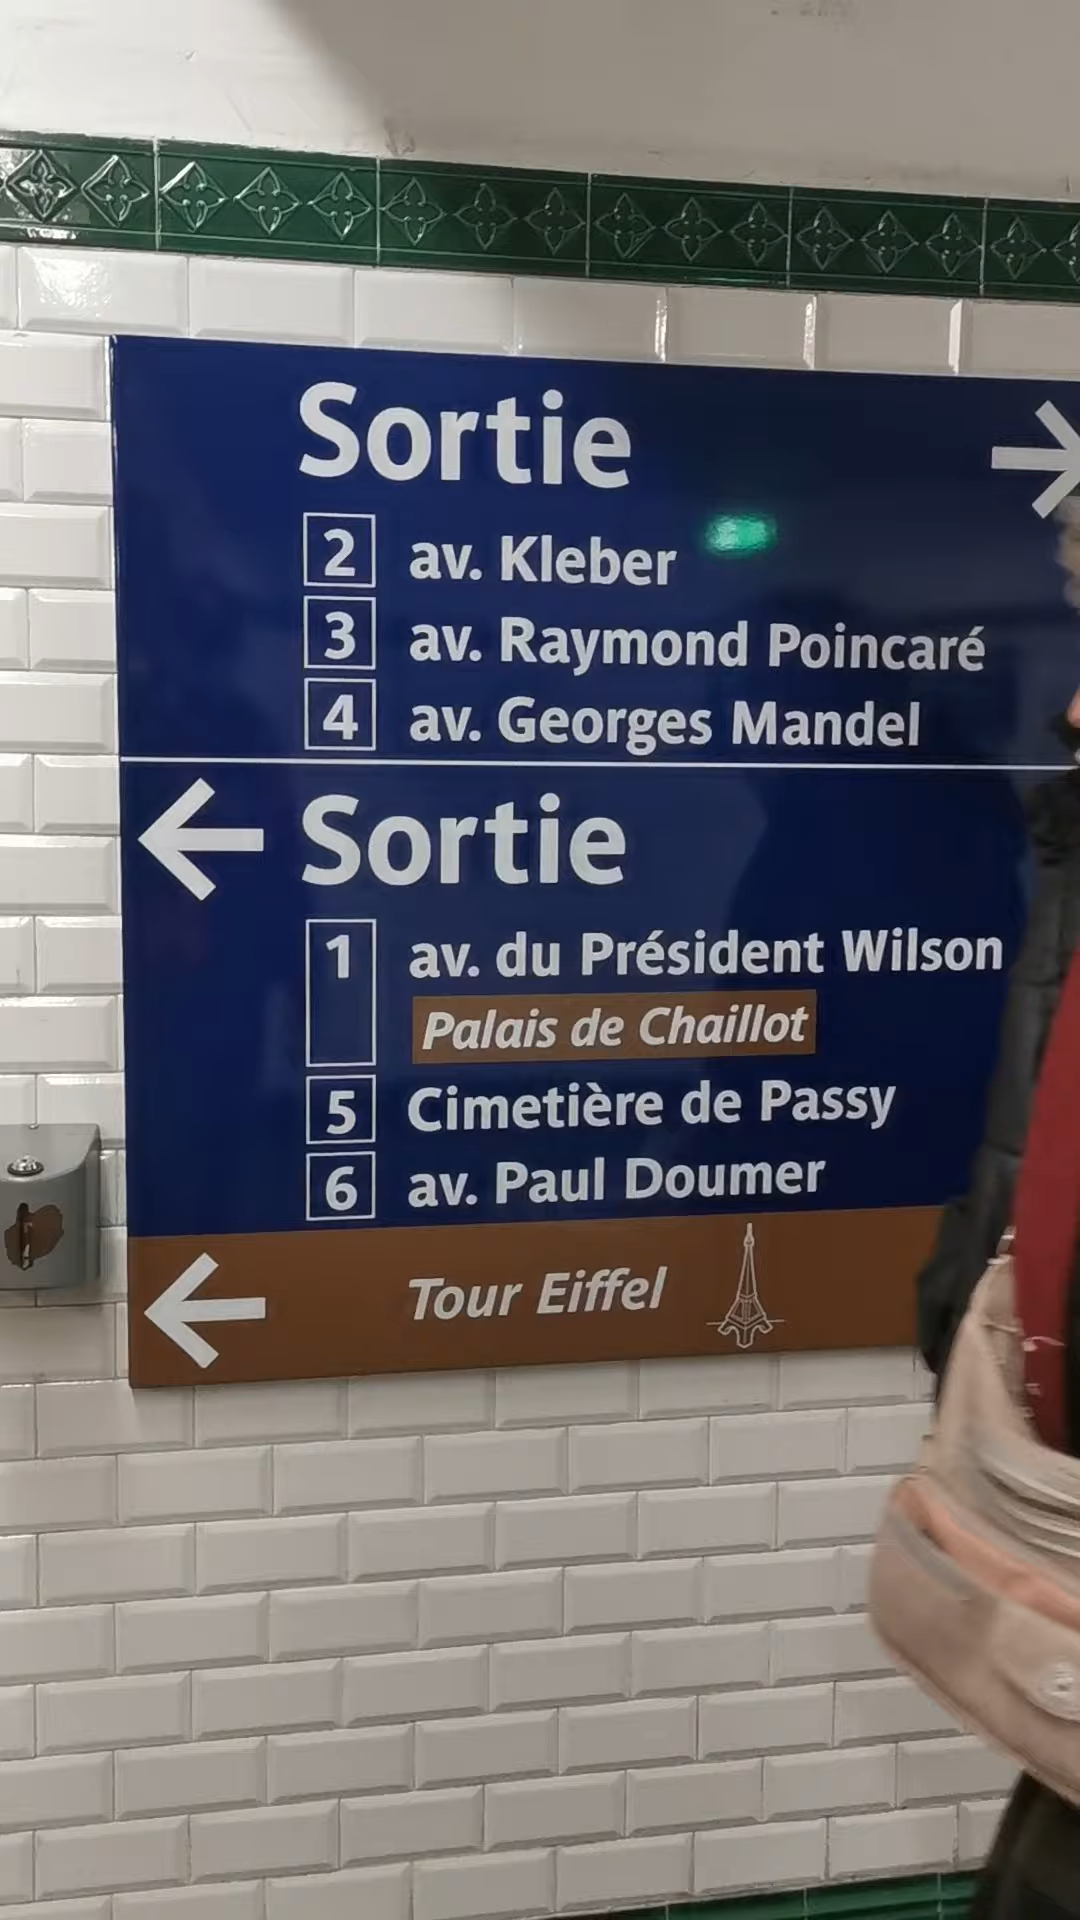 Sortie
2 av. Kleber
3 av. Raymond Poincaré
4 av. Georges Mandel
Sortie
1 av. du Président Wilson
Palais de Chaillot
5 Cimetière de Passy
6 av. Paul Doumer
Tour Eiffel